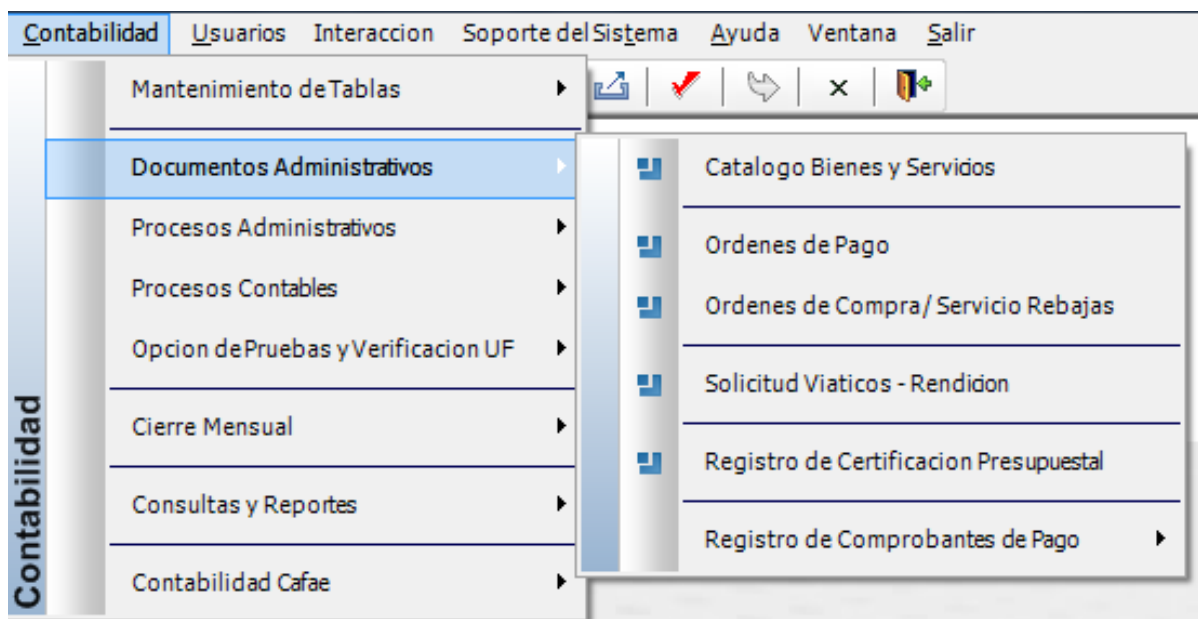 Contabilidad Usuarios Interaccion Soporte del Sistema Ayuda Ventana Salir
Mantenimiento de Tablas
Documentos Administrativos
Procesos Administrativos
Procesos Contables
Opcion de Pruebas y Verificacion UF
Cierre Mensual
Consultas y Reportes
Contabilidad Cafae
Catalogo Bienes y Servicios
Ordenes de Pago
Ordenes de Compra/ Servicio Rebajas
Solicitud Viaticos - Rendicion
Registro de Certificacion Presupuestal
Registro de Comprobantes de Pago
Contabilidad